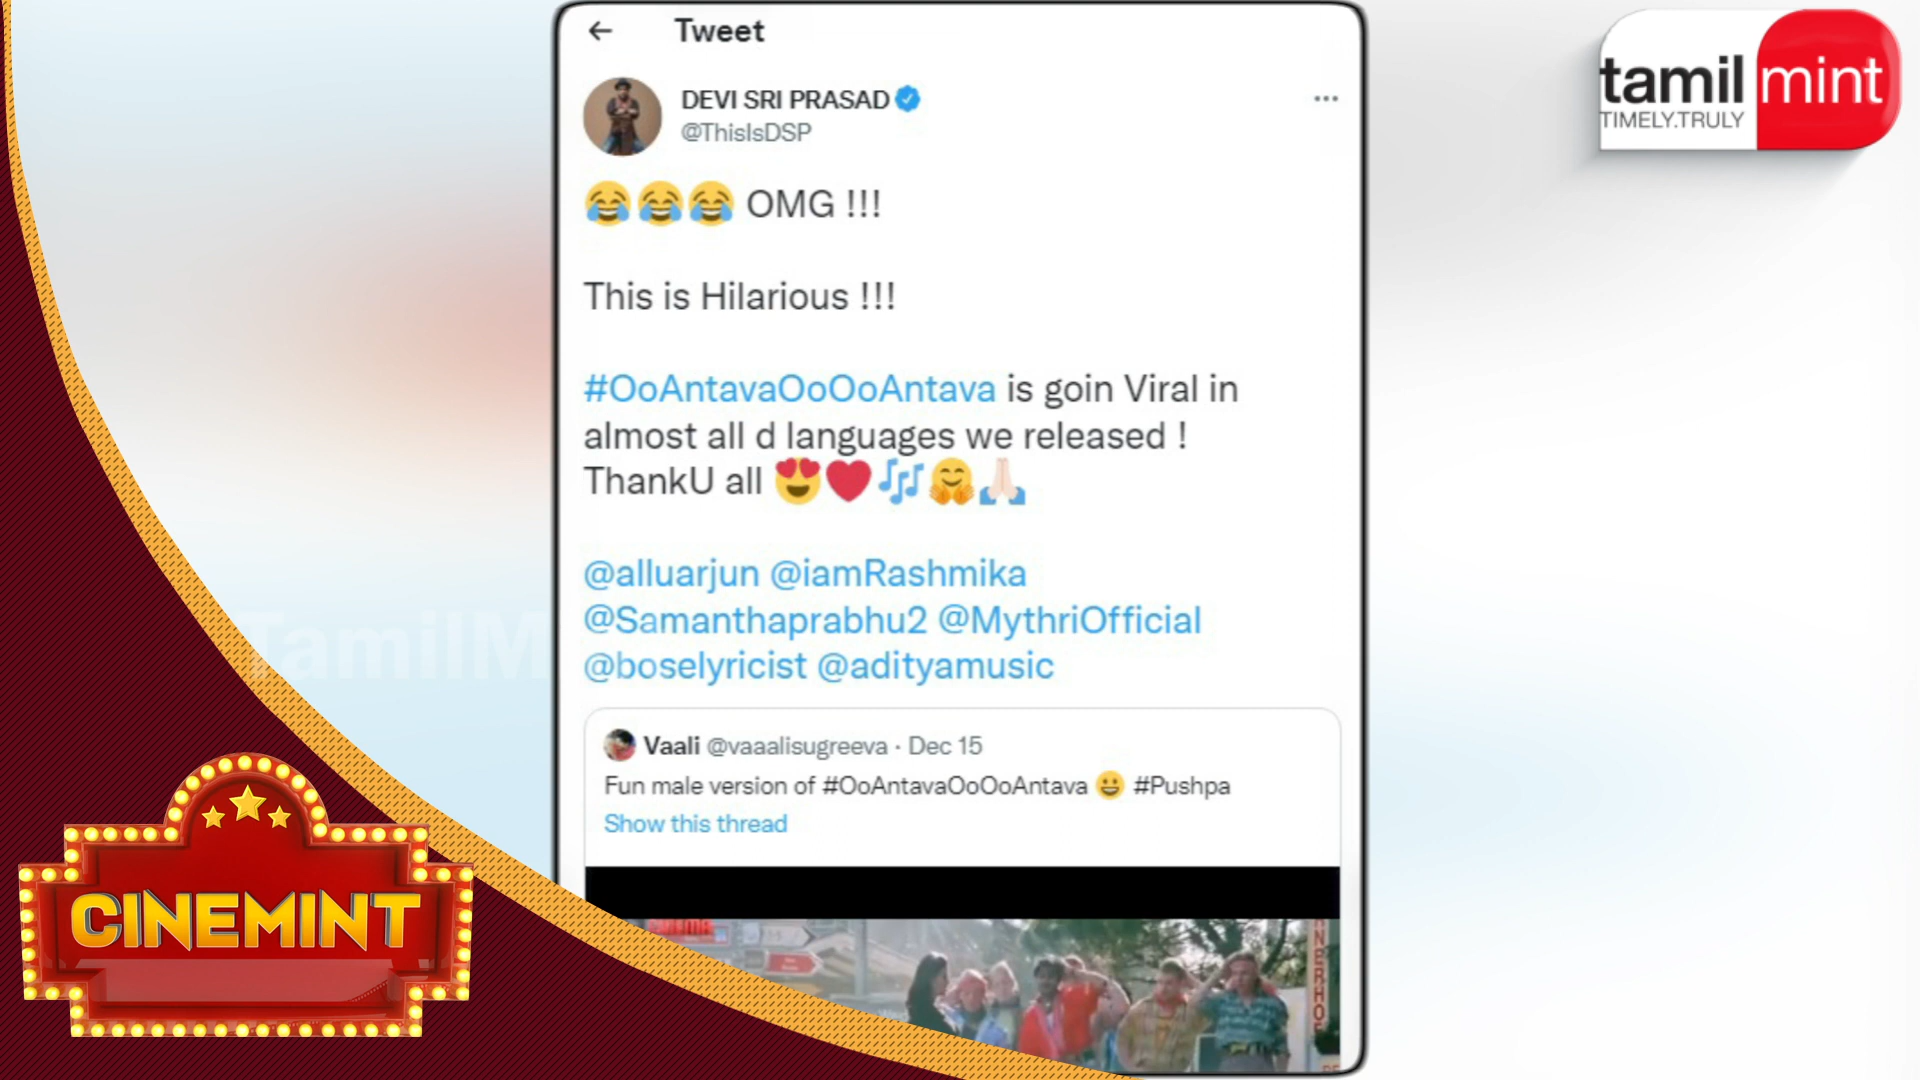 Tweet
DEVI SRI PRASAD
@ThisIsDSP
😂😂😂 OMG !!!
This is Hilarious !!!
#OoAntavaOoOoAntava is goin Viral in
almost all d languages we released !
ThankU all 😍❤️🎶🤗🙏🏻
@alluarjun @iamRashmika
@Samanthaprabhu2 @MythriOfficial
@boselyricist @adityamusic
Vaali @vaaalisugreeva · Dec 15
Fun male version of #OoAntavaOoOoAntava 😀 #Pushpa
Show this thread
tamil mint
TIMELY.TRULY
TamilM
CINEMINT